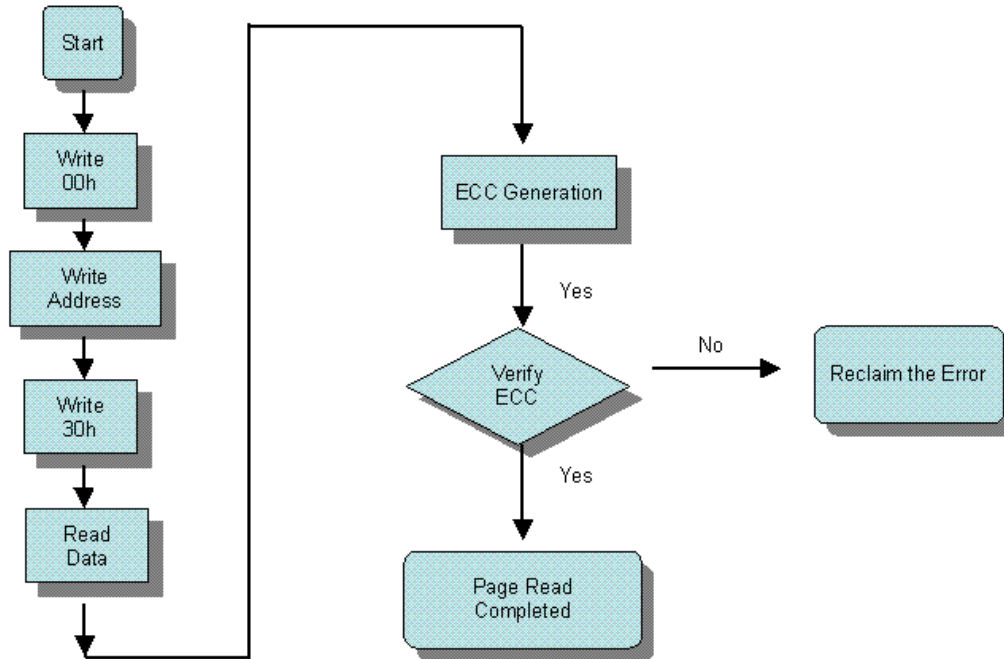 Start
Write
00h
Write
Address
Write
30h
Read
Data
ECC Generation
Yes
Verify
ECC
No
Reclaim the Error
Yes
Page Read
Completed